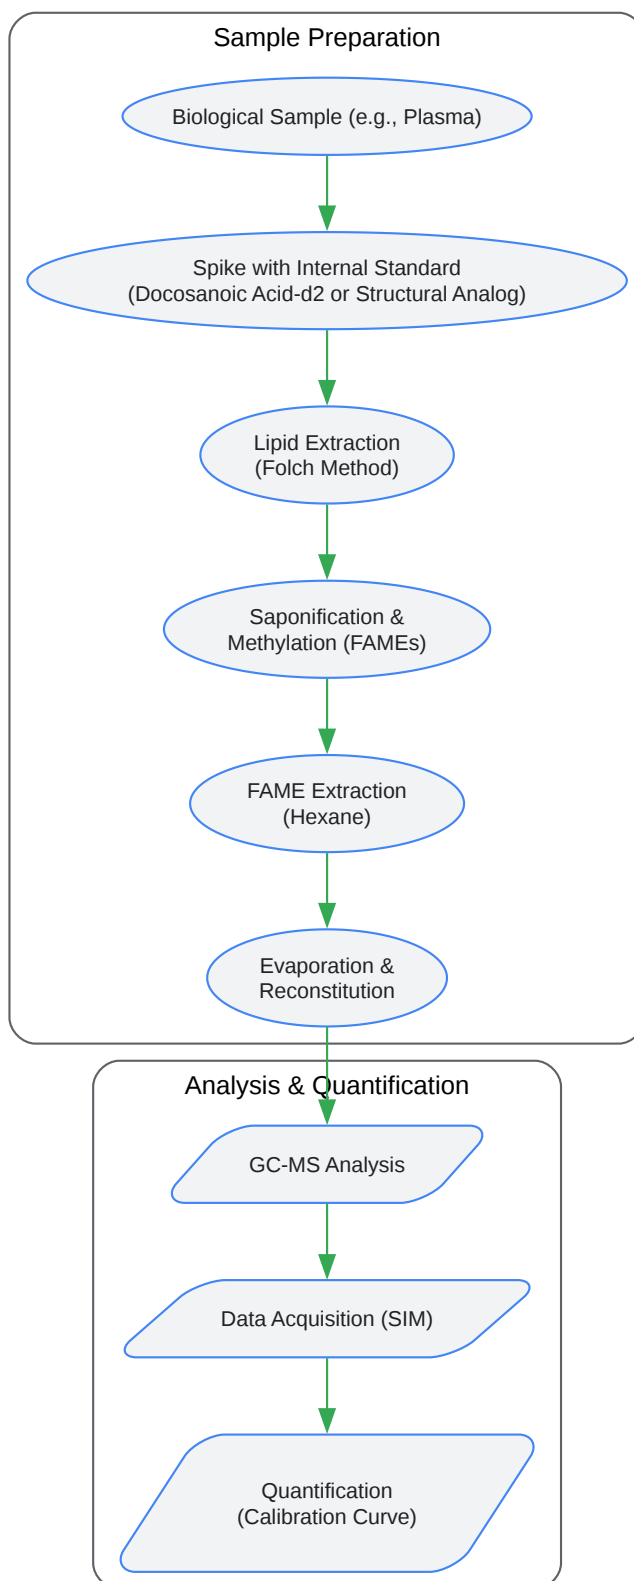 Sample Preparation
Biological Sample (e.g., Plasma)
Spike with Internal Standard
(Docosanoic Acid-d2 or Structural Analog)
Lipid Extraction
(Folch Method)
Saponification &
Methylation (FAMEs)
FAME Extraction
(Hexane)
Evaporation &
Reconstitution
Analysis & Quantification
GC-MS Analysis
Data Acquisition (SIM)
Quantification
(Calibration Curve)